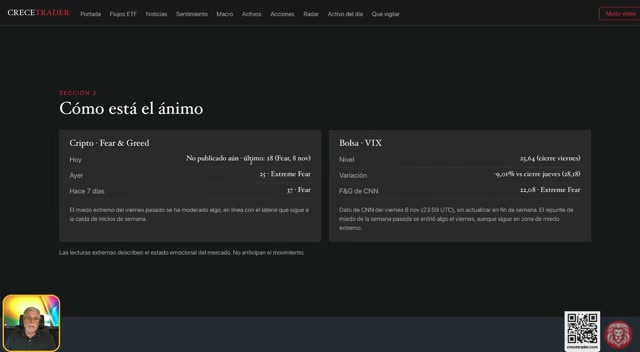 CRECETRADER
Portada Flujos ETF Noticias Sentimiento Macro Activos Acciones Radar Activo del día Qué vigilar
Modo vídeo
SECCIÓN 3
Cómo está el ánimo
Cripto · Fear & Greed
Hoy No publicado aún · último: 28 (Fear, 8 nov)
Ayer 25 · Extreme Fear
Hace 7 días 37 · Fear
El miedo extremo del viernes pasado se ha moderado algo, en línea con el lateral que sigue a
la caída de inicios de semana.
Bolsa · VIX
Nivel 25,64 (cierre viernes)
Variación -9,01% vs cierre jueves (28,18)
F&G de CNN 22,08 · Extreme Fear
Dato de CNN del viernes 6 nov (23:59 UTC), sin actualizar en fin de semana. El repunte de
miedo de la semana pasada se enfrió algo el viernes, aunque sigue en zona de miedo
extremo.
Las lecturas extremas describen el estado emocional del mercado. No anticipan el movimiento.
crecetrader.com